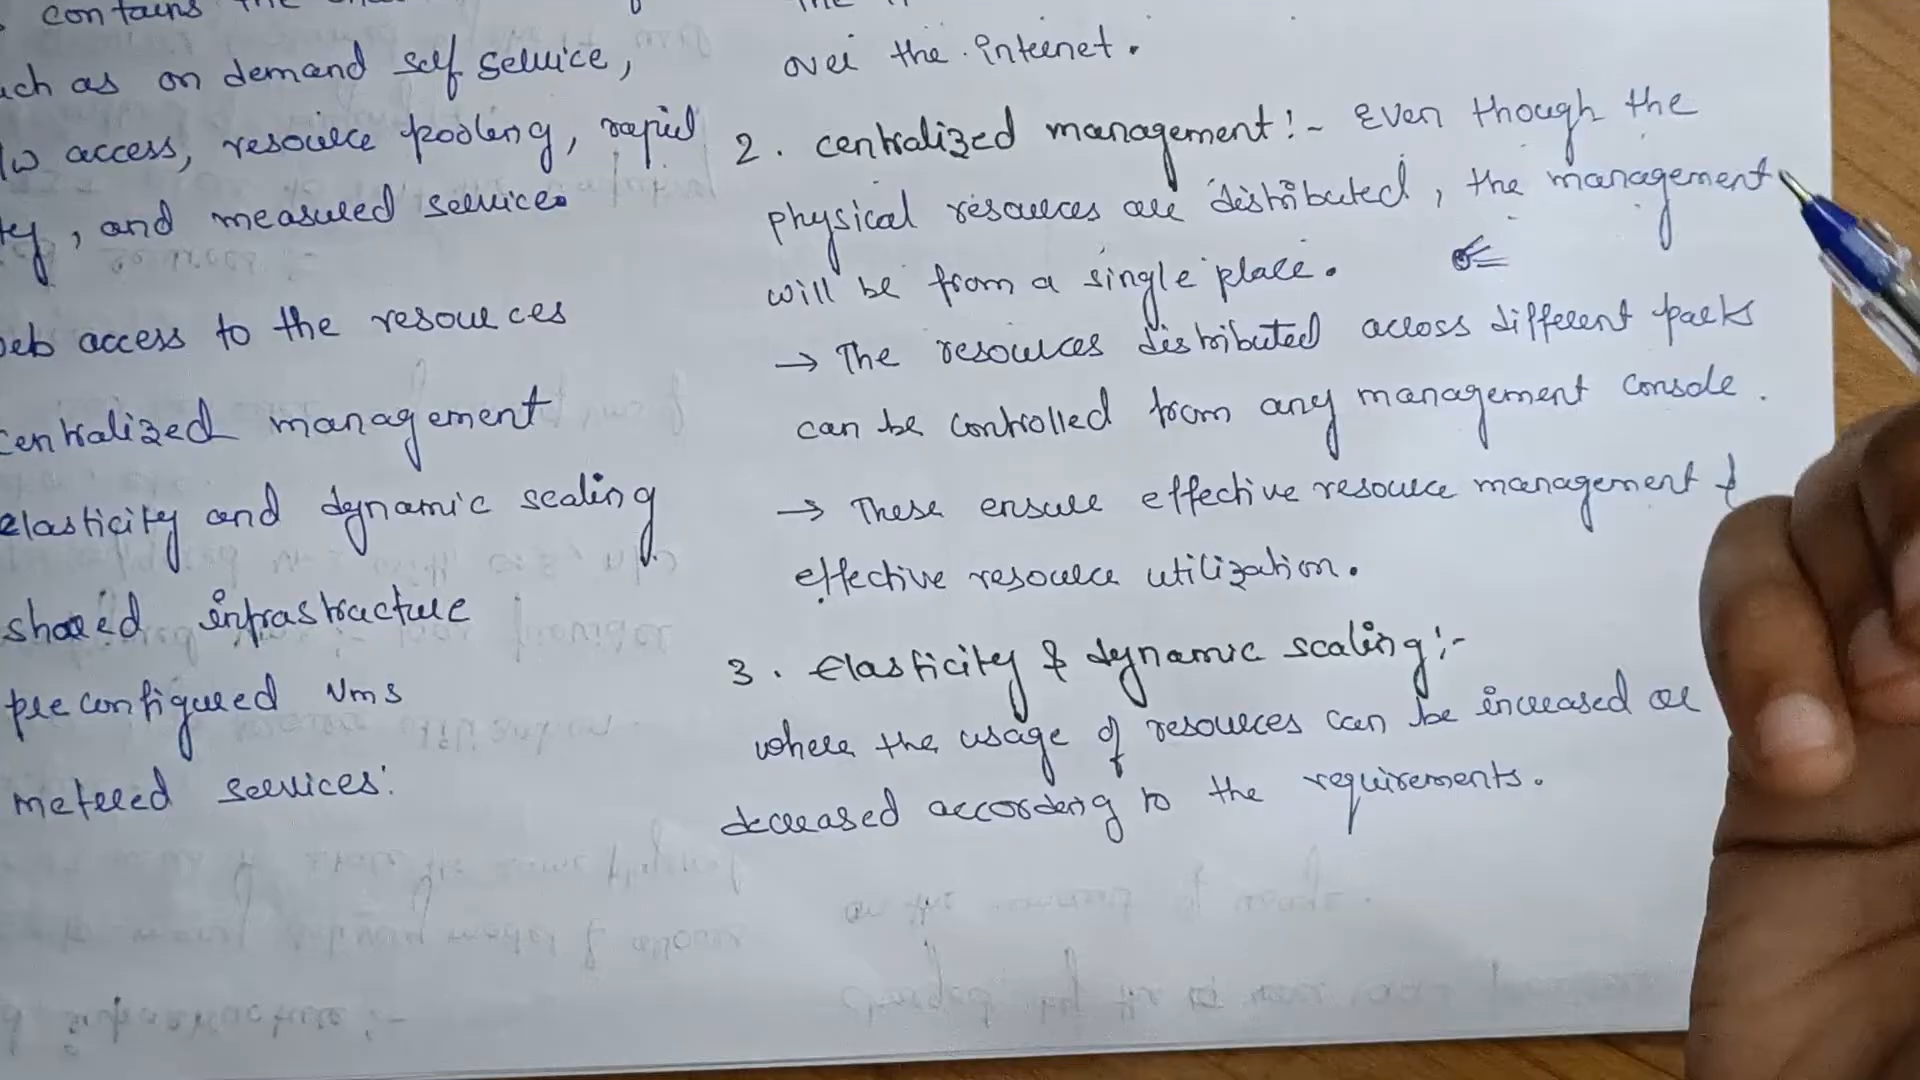 contains the
such as on demand self service,
access, resource pooling, rapid
, and measured service.
web access to the resources
centralized management
elasticity and dynamic scaling
shared infrastructure
preconfigured VMs
metered services:
over the internet.
2. centralized management:- Even though the
physical resources are distributed, the management
will be from a single place.
→ The resources distributed across different parts
can be controlled from any management console.
→ These ensure effective resource management &
effective resource utilization.
3. Elasticity & dynamic scaling:-
where the usage of resources can be increased or
decreased according to the requirements.